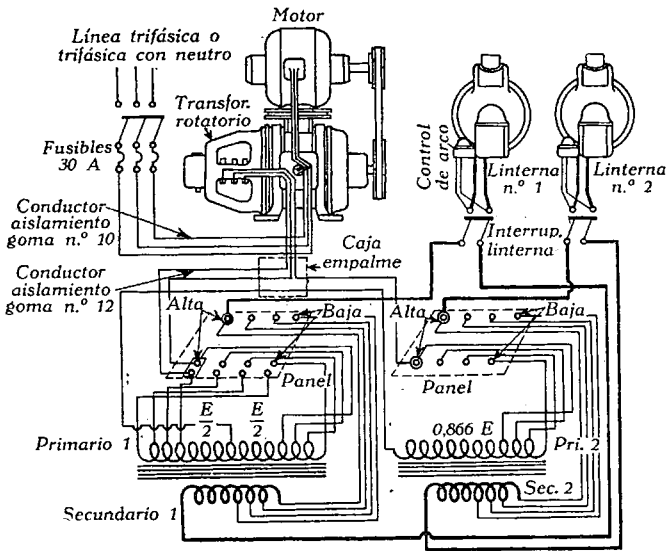 Motor
Línea trifásica o
trifásica con neutro
Transfor.
rotatorio
Fusibles
30 A
Control
de arco
Linterna
n.º 1
Linterna
n.º 2
Conductor
aislamiento
goma n.º 10
Interrup.
linterna
Caja
empalme
Conductor
aislamiento
goma n.º 12
Alta
Baja
Alta
Baja
Panel
Panel
E
2
E
2
0,866 E
Primario 1
Pri. 2
Secundario 1
Sec. 2